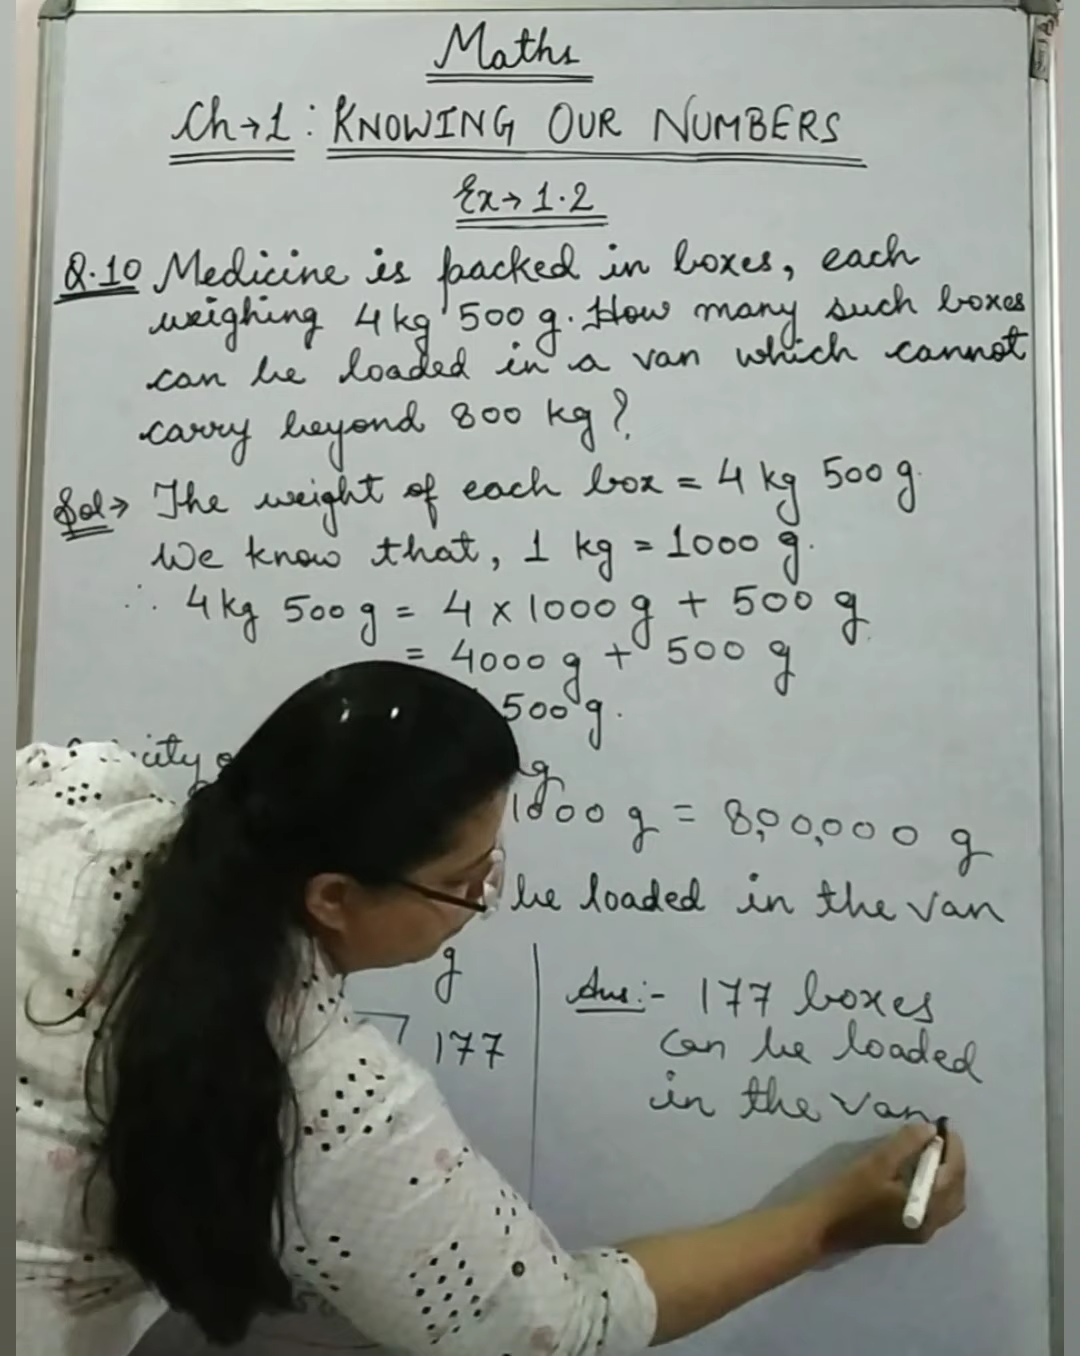 Maths
Ch→1: KNOWING OUR NUMBERS
Ex→1.2
Q.10 Medicine is packed in boxes, each
weighing 4 kg 500 g. How many such boxes
can be loaded in a van which cannot
carry beyond 800 kg?
Sol→ The weight of each box = 4 kg 500 g.
We know that, 1 kg = 1000 g.
∴ 4 kg 500 g = 4 x 1000 g + 500 g
= 4000 g + 500 g
500 g.
1000 g = 8,00,000 g
be loaded in the van
g
177
Ans:- 177 boxes
can be loaded
in the van